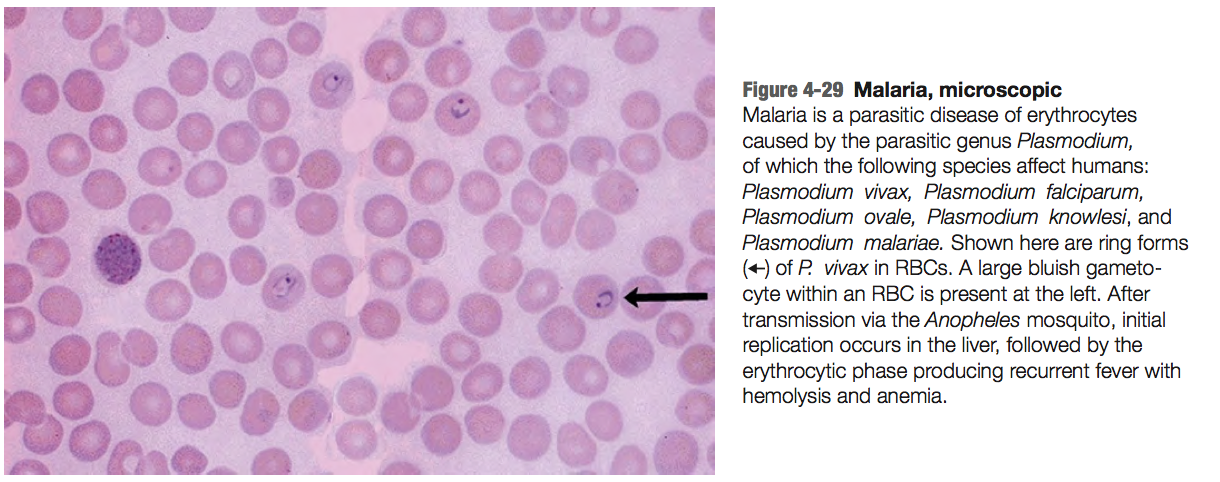 Figure 4-29 Malaria, microscopic
Malaria is a parasitic disease of erythrocytes
caused by the parasitic genus Plasmodium,
of which the following species affect humans:
Plasmodium vivax, Plasmodium falciparum,
Plasmodium ovale, Plasmodium knowlesi, and
Plasmodium malariae. Shown here are ring forms
(←) of P. vivax in RBCs. A large bluish gameto-
cyte within an RBC is present at the left. After
transmission via the Anopheles mosquito, initial
replication occurs in the liver, followed by the
erythrocytic phase producing recurrent fever with
hemolysis and anemia.